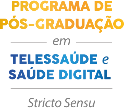 PROGRAMA DE
PÓS-GRADUAÇÃO
em
TELESSAÚDE e
SAÚDE DIGITAL
Stricto Sensu